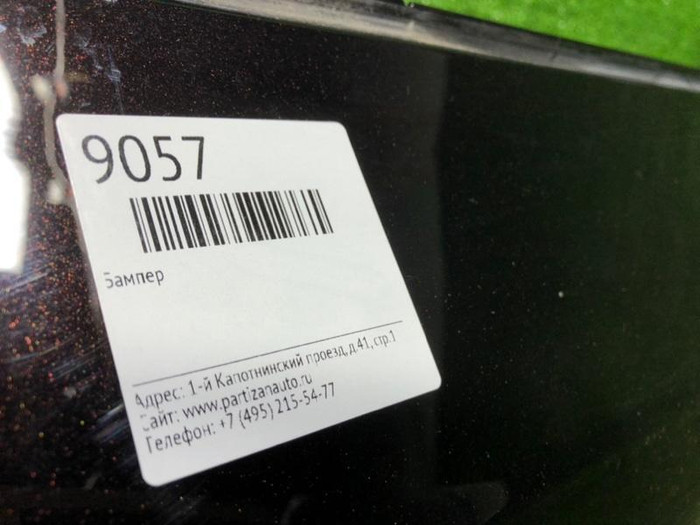 9057
Бампер
Адрес: 1-й Капотнинский проезд, д.41, стр.1
Сайт: www.partizanauto.ru
Телефон: +7 (495) 215-54-77